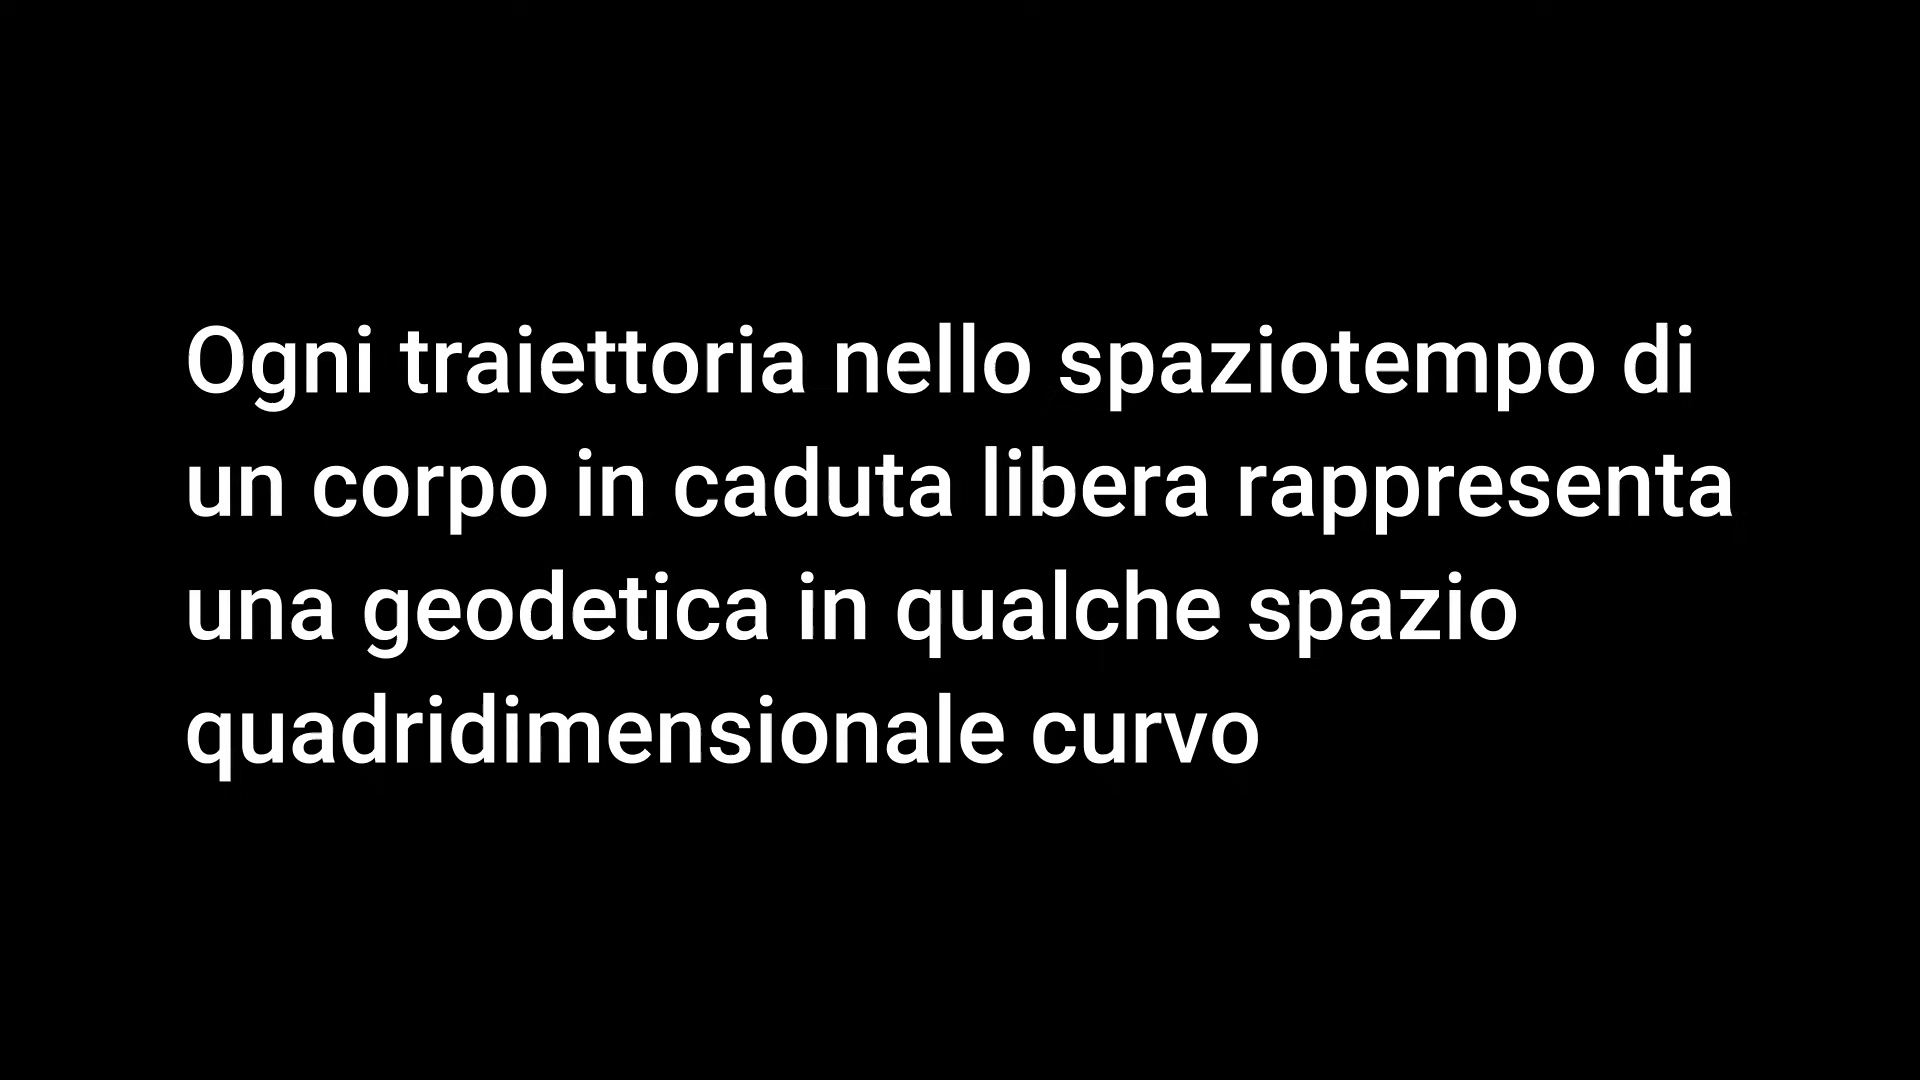 Ogni traiettoria nello spaziotempo di
un corpo in caduta libera rappresenta
una geodetica in qualche spazio
quadridimensionale curvo